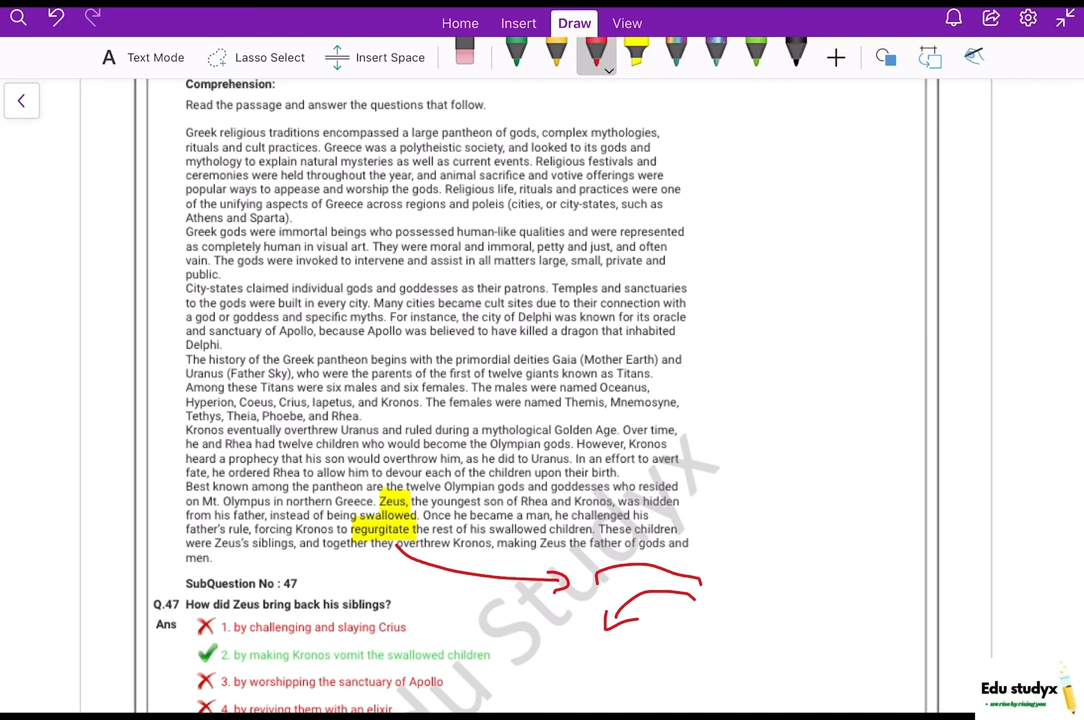 Home Insert Draw View
Text Mode Lasso Select Insert Space
Comprehension:
Read the passage and answer the questions that follow.
Greek religious traditions encompassed a large pantheon of gods, complex mythologies,
rituals and cult practices. Greece was a polytheistic society, and looked to its gods and
mythology to explain natural mysteries as well as current events. Religious festivals and
ceremonies were held throughout the year, and animal sacrifice and votive offerings were
popular ways to appease and worship the gods. Religious life, rituals and practices were one
of the unifying aspects of Greece across regions and poleis (cities, or city-states, such as
Athens and Sparta).
Greek gods were immortal beings who possessed human-like qualities and were represented
as completely human in visual art. They were moral and immoral, petty and just, and often
vain. The gods were invoked to intervene and assist in all matters large, small, private and
public.
City-states claimed individual gods and goddesses as their patrons. Temples and sanctuaries
to the gods were built in every city. Many cities became cult sites due to their connection with
a god or goddess and specific myths. For instance, the city of Delphi was known for its oracle
and sanctuary of Apollo, because Apollo was believed to have killed a dragon that inhabited
Delphi.
The history of the Greek pantheon begins with the primordial deities Gaia (Mother Earth) and
Uranus (Father Sky), who were the parents of the first of twelve giants known as Titans.
Among these Titans were six males and six females. The males were named Oceanus,
Hyperion, Coeus, Crius, Iapetus, and Kronos. The females were named Themis, Mnemosyne,
Tethys, Theia, Phoebe, and Rhea.
Kronos eventually overthrew Uranus and ruled during a mythological Golden Age. Over time,
he and Rhea had twelve children who would become the Olympian gods. However, Kronos
heard a prophecy that his son would overthrow him, as he did to Uranus. In an effort to avert
fate, he ordered Rhea to allow him to devour each of the children upon their birth.
Best known among the pantheon are the twelve Olympian gods and goddesses who resided
on Mt. Olympus in northern Greece. Zeus, the youngest son of Rhea and Kronos, was hidden
from his father, instead of being swallowed. Once he became a man, he challenged his
father's rule, forcing Kronos to regurgitate the rest of his swallowed children. These children
were Zeus's siblings, and together they overthrew Kronos, making Zeus the father of gods and
men.
SubQuestion No : 47
Q.47 How did Zeus bring back his siblings?
Ans 1. by challenging and slaying Crius
2. by making Kronos vomit the swallowed children
3. by worshipping the sanctuary of Apollo
4. by reviving them with an elixir
Edu Studyx
Edu studyx
we rise by rising you